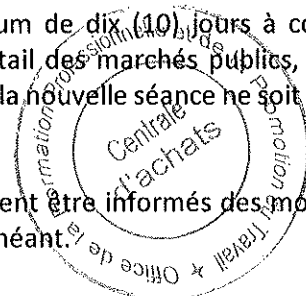 um de dix (10) jours à co
tail des marchés publics,
la nouvelle séance ne soit
ent être informés des mo
néant.
Office de la Formation Professionnelle et de la Promotion du Travail
Centrale
d'achats